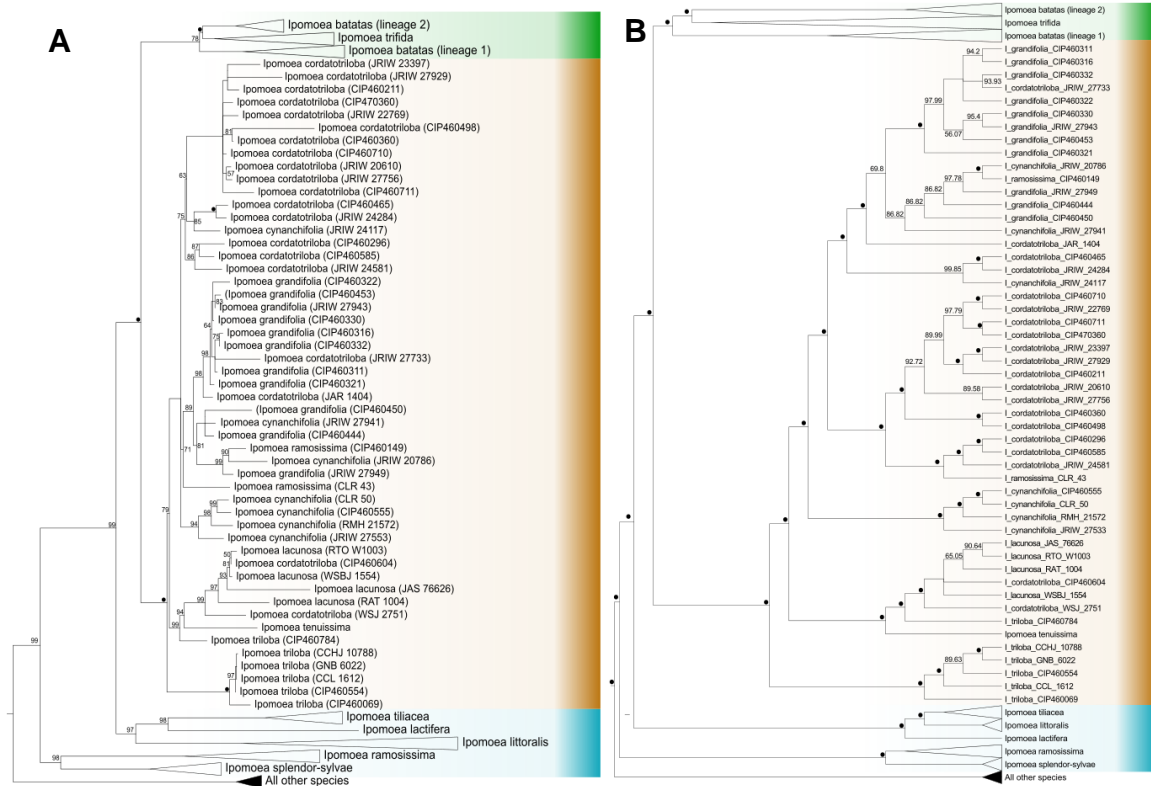 A
Ipomoea batatas (lineage 2)
Ipomoea trifida
78
Ipomoea batatas (lineage 1)
Ipomoea cordatotriloba (JRIW 23397)
Ipomoea cordatotriloba (JRIW 27929)
Ipomoea cordatotriloba (CIP460211)
Ipomoea cordatotriloba (CIP470360)
Ipomoea cordatotriloba (JRIW 22769)
81
Ipomoea cordatotriloba (CIP460498)
Ipomoea cordatotriloba (CIP460360)
Ipomoea cordatotriloba (CIP460710)
Ipomoea cordatotriloba (JRIW 20610)
57
Ipomoea cordatotriloba (JRIW 27756)
63
Ipomoea cordatotriloba (CIP460711)
Ipomoea cordatotriloba (CIP460465)
75
85
Ipomoea cordatotriloba (JRIW 24284)
Ipomoea cynancifolia (JRIW 24117)
87
Ipomoea cordatotriloba (CIP460296)
86
Ipomoea cordatotriloba (CIP460585)
Ipomoea cordatotriloba (JRIW 24581)
Ipomoea grandifolia (CIP460322)
83
(Ipomoea grandifolia (CIP460453)
Ipomoea grandifolia (JRIW 27943)
64
Ipomoea grandifolia (CIP460330)
73
Ipomoea grandifolia (CIP460316)
Ipomoea grandifolia (CIP460332)
98
Ipomoea cordatotriloba (JRIW 27733)
Ipomoea grandifolia (CIP460311)
98
Ipomoea grandifolia (CIP460321)
Ipomoea cordatotriloba (JAR 1404)
89
(Ipomoea grandifolia (CIP460450)
Ipomoea cynanchifolia (JRIW 27941)
Ipomoea grandifolia (CIP460444)
71
81
90
Ipomoea ramosissima (CIP460149)
99
Ipomoea cynanchifolia (JRIW 20786)
Ipomoea grandifolia (JRIW 27949)
Ipomoea ramosissima (CLR 43)
99
Ipomoea cynanchifolia (CLR 50)
79
98
Ipomoea cynanchifolia (CIP460555)
94
Ipomoea cynanchifolia (RMH 21572)
Ipomoea cynanchifolia (JRIW 27553)
99
50
Ipomoea lacunosa (RTO W1003)
81
Ipomoea cordatotriloba (CIP460604)
93
Ipomoea lacunosa (WSBJ 1554)
97
Ipomoea lacunosa (JAS 76626)
99
Ipomoea lacunosa (RAT 1004)
94
Ipomoea cordatotriloba (WSJ 2751)
99
Ipomoea tenuissima
99
Ipomoea triloba (CIP460784)
Ipomoea triloba (CCHJ 10788)
Ipomoea triloba (GNB 6022)
97
Ipomoea triloba (CCL 1612)
Ipomoea triloba (CIP460554)
Ipomoea triloba (CIP460069)
98
Ipomoea tiliacea
97
Ipomoea lactifera
Ipomoea littoralis
98
Ipomoea ramosissima
Ipomoea splendor-sylvae
All other species
B
Ipomoea batatas (lineage 2)
Ipomoea trifida
Ipomoea batatas (lineage 1)
94.2
I_grandifolia_CIP460311
I_grandifolia_CIP460316
I_grandifolia_CIP460332
93.93
I_cordatotriloba_JRIW_27733
97.99
I_grandifolia_CIP460322
95.4
I_grandifolia_CIP460330
I_grandifolia_JRIW_27943
56.07
I_grandifolia_CIP460453
I_grandifolia_CIP460321
69.8
I_cynanchifolia_JRIW_20786
97.78
I_ramosissima_CIP460149
86.82
I_grandifolia_JRIW_27949
86.82
I_grandifolia_CIP460444
86.82
I_grandifolia_CIP460450
I_cynanchifolia_JRIW_27941
I_cordatotriloba_JAR_1404
I_cordatotriloba_CIP460465
99.85
I_cordatotriloba_JRIW_24284
I_cynanchifolia_JRIW_24117
I_cordatotriloba_CIP460710
97.79
I_cordatotriloba_JRIW_22769
I_cordatotriloba_CIP460711
89.99
I_cordatotriloba_CIP470360
I_cordatotriloba_JRIW_23397
92.72
I_cordatotriloba_JRIW_27929
I_cordatotriloba_CIP460211
89.58
I_cordatotriloba_JRIW_20610
I_cordatotriloba_JRIW_27756
I_cordatotriloba_CIP460360
I_cordatotriloba_CIP460498
I_cordatotriloba_CIP460296
I_cordatotriloba_CIP460585
I_cordatotriloba_JRIW_24581
I_ramosissima_CLR_43
I_cynanchifolia_CIP460555
I_cynanchifolia_CLR_50
I_cynanchifolia_RMH_21572
I_cynanchifolia_JRIW_27533
90.64
I_lacunosa_JAS_76626
65.05
I_lacunosa_RTO_W1003
I_lacunosa_RAT_1004
I_cordatotriloba_CIP460604
I_lacunosa_WSBJ_1554
I_cordatotriloba_WSJ_2751
I_triloba_CIP460784
Ipomoea tenuissima
I_triloba_CCHJ_10788
89.63
I_triloba_GNB_6022
I_triloba_CIP460554
I_triloba_CCL_1612
I_triloba_CIP460069
Ipomoea tiliacea
Ipomoea littoralis
Ipomoea lactifera
Ipomoea ramosissima
Ipomoea splendor-sylvae
All other species